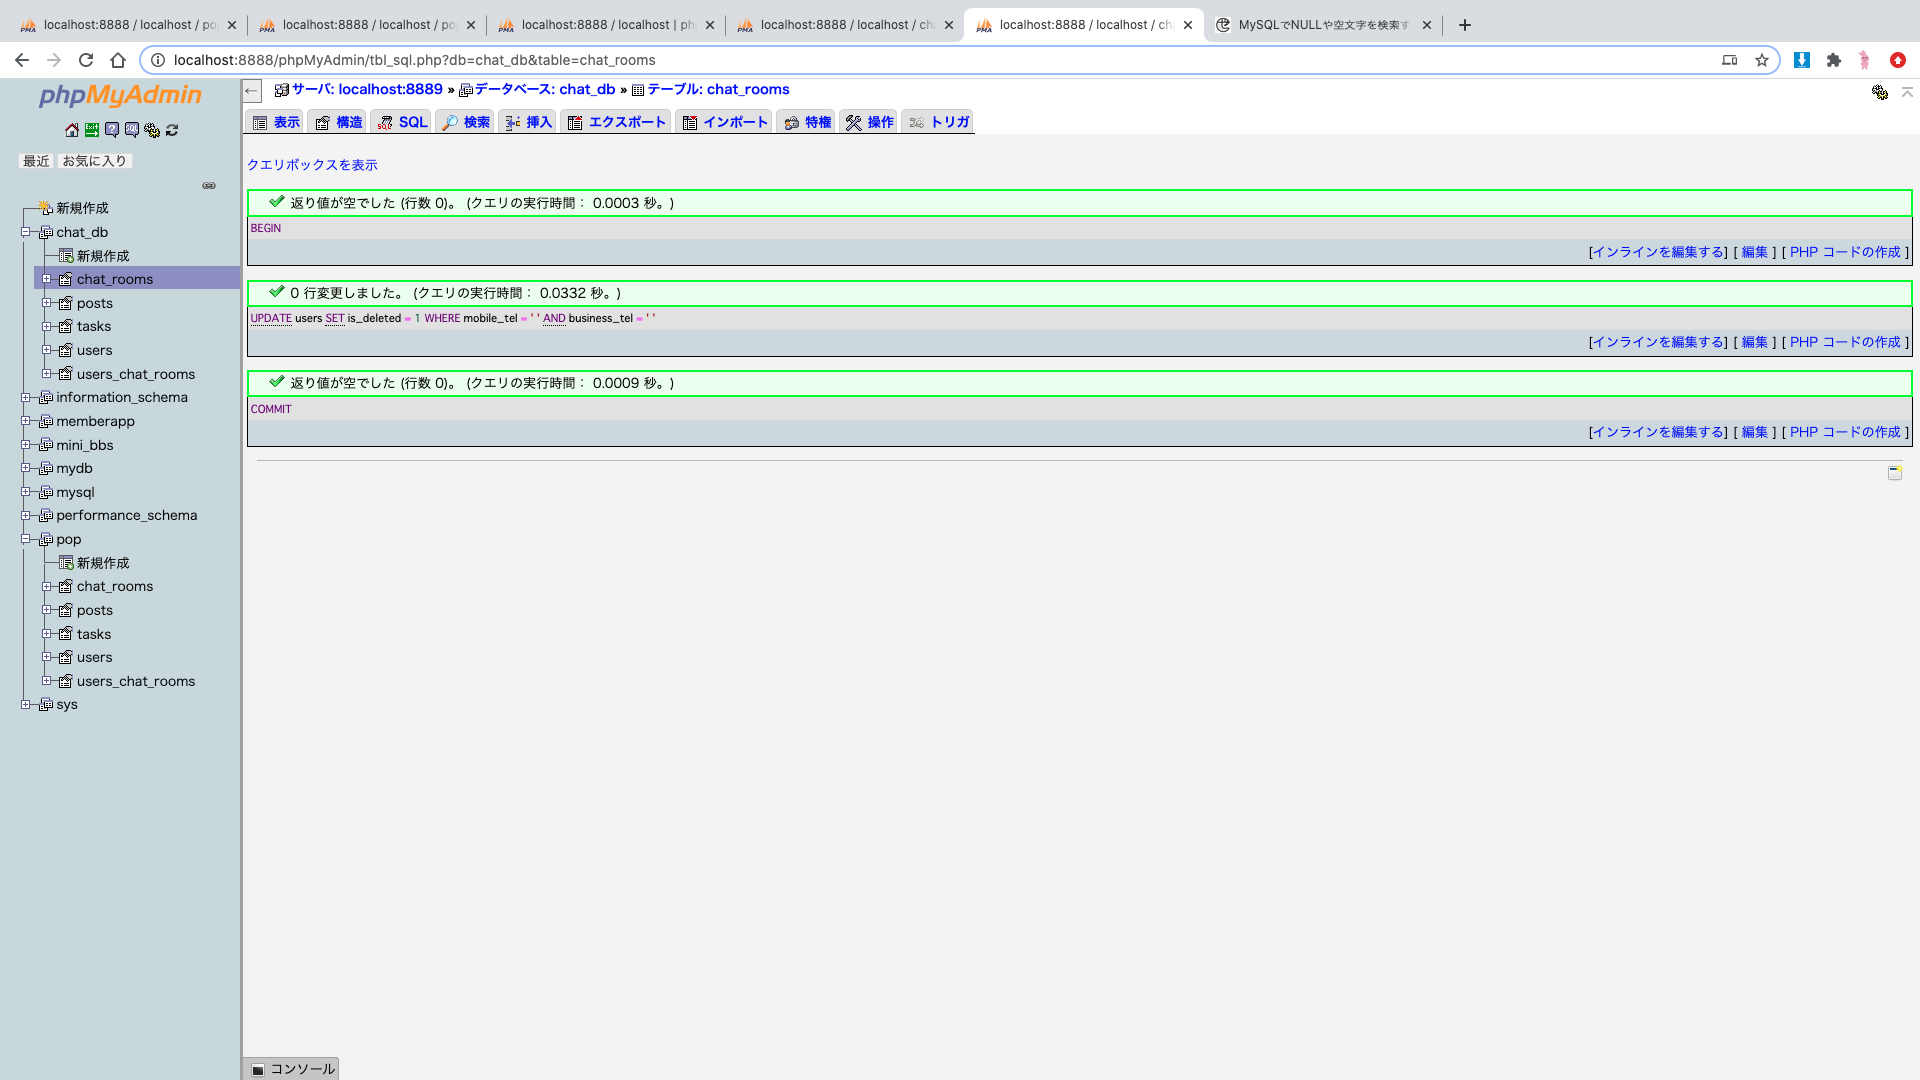 localhost:8888 / localhost / po
localhost:8888 / localhost / po
localhost:8888 / localhost | ph
localhost:8888 / localhost / ch
localhost:8888 / localhost / ch
MySQLでNULLや空文字を検索す
localhost:8888/phpMyAdmin/tbl_sql.php?db=chat_db&table=chat_rooms
phpMyAdmin
最近 お気に入り
新規作成
chat_db
新規作成
chat_rooms
posts
tasks
users
users_chat_rooms
information_schema
memberapp
mini_bbs
mydb
mysql
performance_schema
pop
新規作成
chat_rooms
posts
tasks
users
users_chat_rooms
sys
サーバ: localhost:8889 » データベース: chat_db » テーブル: chat_rooms
表示 構造 SQL 検索 挿入 エクスポート インポート 特権 操作 トリガ
クエリボックスを表示
返り値が空でした (行数 0)。 (クエリの実行時間： 0.0003 秒。)
BEGIN
[インラインを編集する] [ 編集 ] [ PHP コードの作成 ]
0 行変更しました。 (クエリの実行時間： 0.0332 秒。)
UPDATE users SET is_deleted = 1 WHERE mobile_tel = ' ' AND business_tel = ' '
[インラインを編集する] [ 編集 ] [ PHP コードの作成 ]
返り値が空でした (行数 0)。 (クエリの実行時間： 0.0009 秒。)
COMMIT
[インラインを編集する] [ 編集 ] [ PHP コードの作成 ]
コンソール